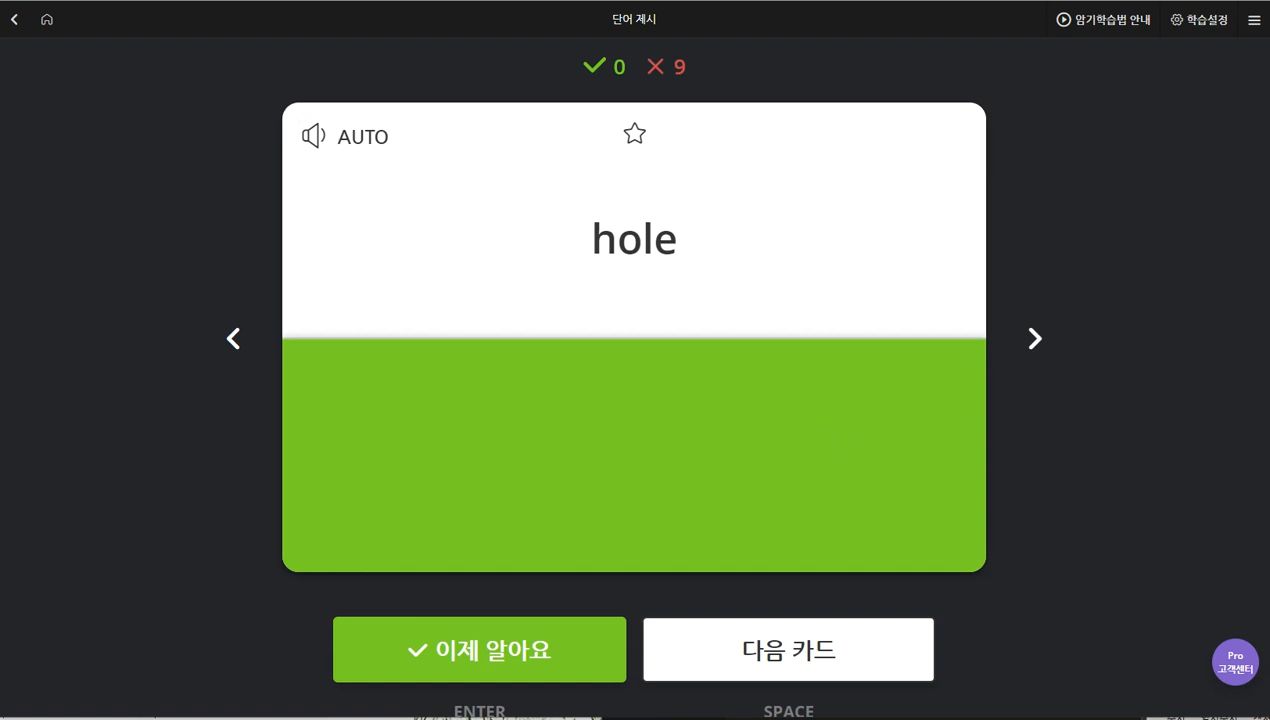 단어 제시
암기학습법 안내
학습설정
0
9
AUTO
hole
이제 알아요
다음 카드
Pro
고객센터
ENTER
SPACE